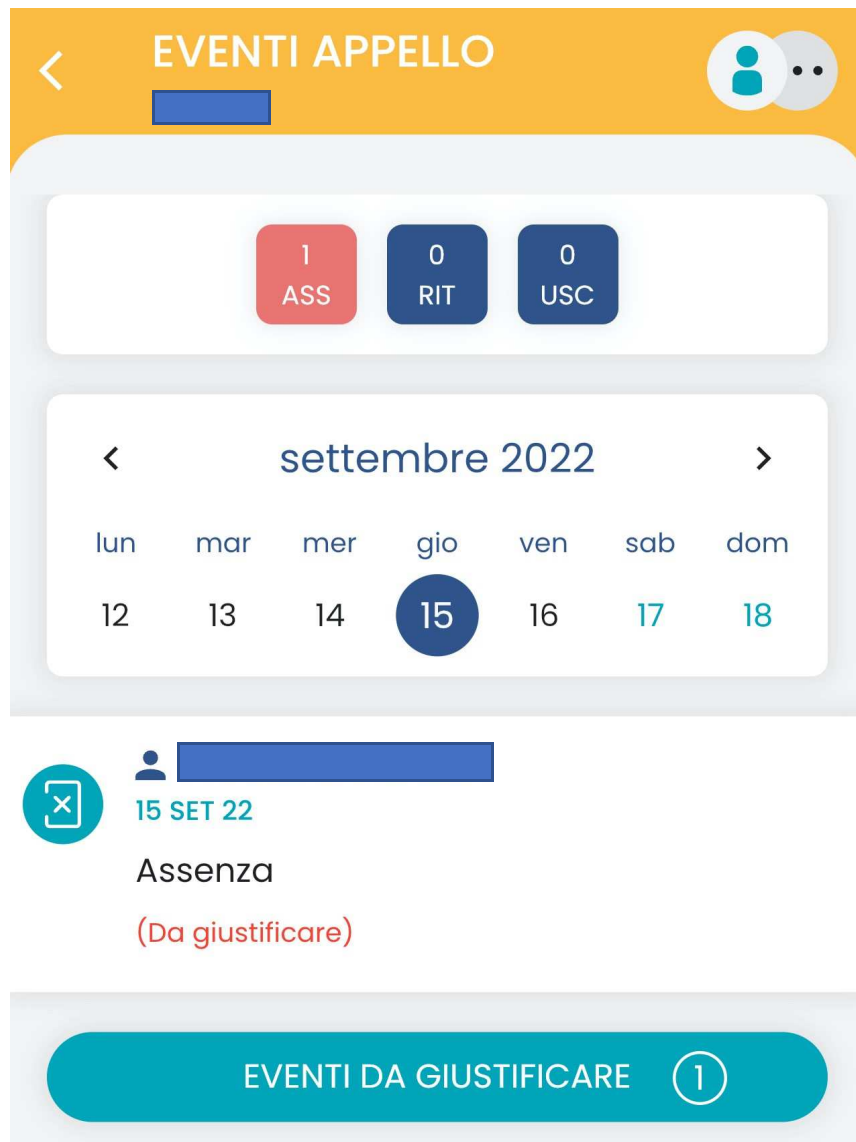 EVENTI APPELLO
1 0 0
ASS RIT USC
settembre 2022
lun mar mer gio ven sab dom
12 13 14 15 16 17 18
15 SET 22
Assenza
(Da giustificare)
EVENTI DA GIUSTIFICARE 1